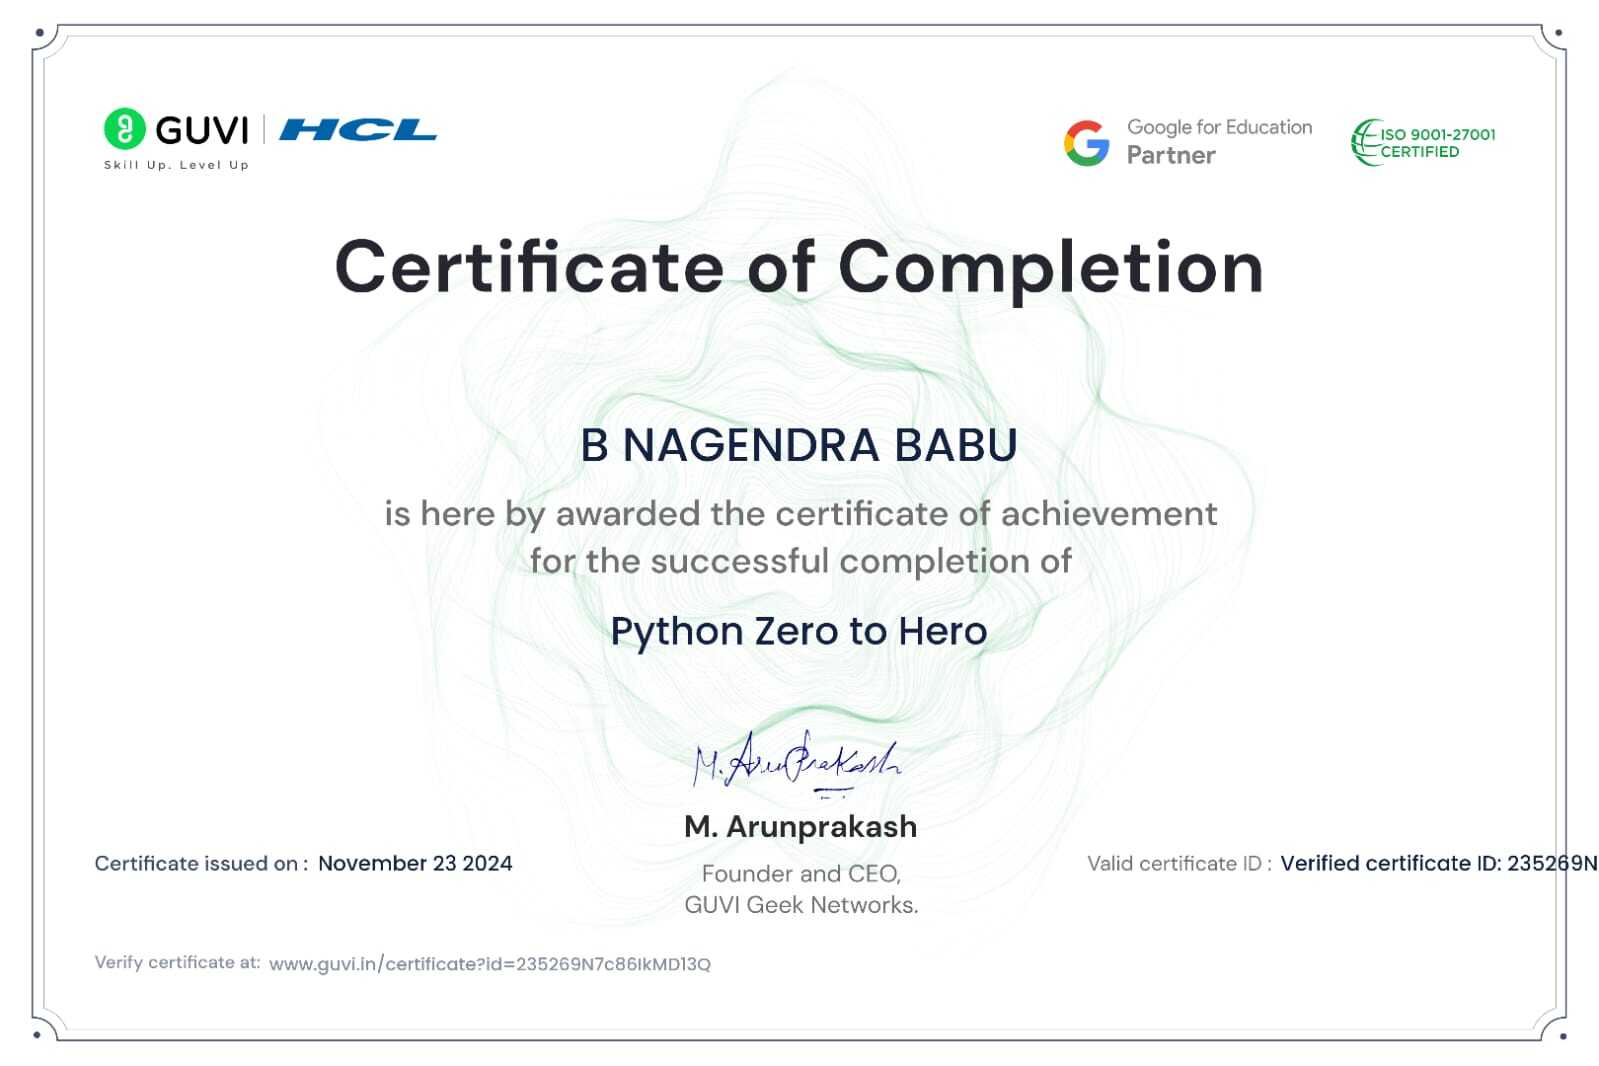 GUVI | HCL
Skill Up. Level Up
Google for Education
Partner
ISO 9001-27001
CERTIFIED
Certificate of Completion
B NAGENDRA BABU
is here by awarded the certificate of achievement
for the successful completion of
Python Zero to Hero
M. Arunprakash
M. Arunprakash
Founder and CEO,
GUVI Geek Networks.
Certificate issued on : November 23 2024
Valid certificate ID : Verified certificate ID: 235269N
Verify certificate at: www.guvi.in/certificate?id=235269N7c86IkMD13Q